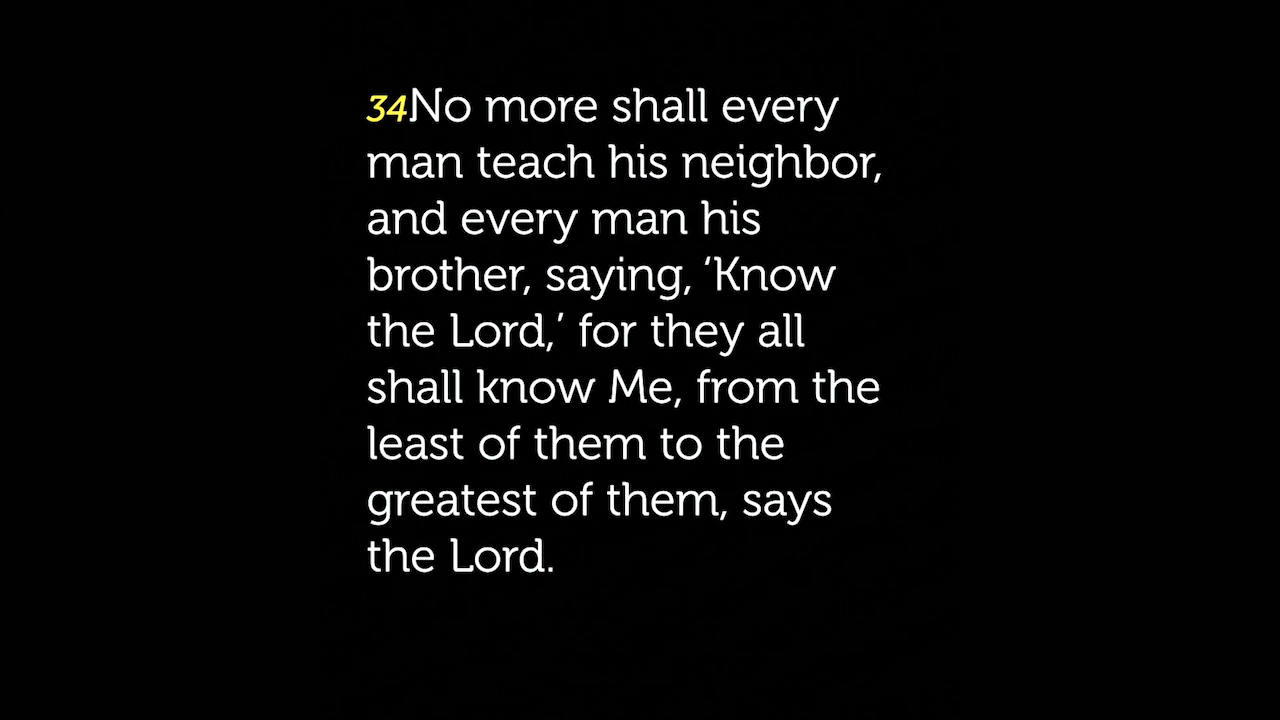 34No more shall every
man teach his neighbor,
and every man his
brother, saying, ‘Know
the Lord,’ for they all
shall know Me, from the
least of them to the
greatest of them, says
the Lord.